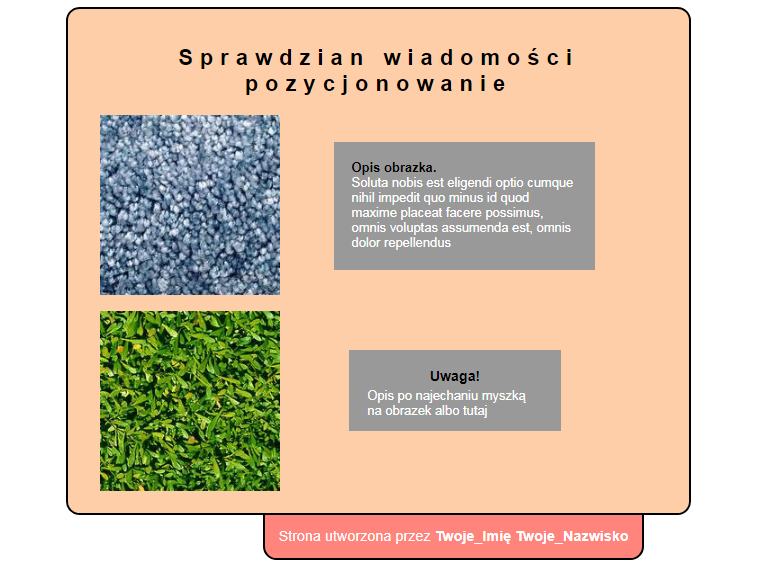 Sprawdzian wiadomości
pozycjonowanie
Opis obrazka.
Soluta nobis est eligendi optio cumque
nihil impedit quo minus id quod
maxime placeat facere possimus,
omnis voluptas assumenda est, omnis
dolor repellendus
Uwaga!
Opis po najechaniu myszką
na obrazek albo tutaj
Strona utworzona przez Twoje_Imię Twoje_Nazwisko